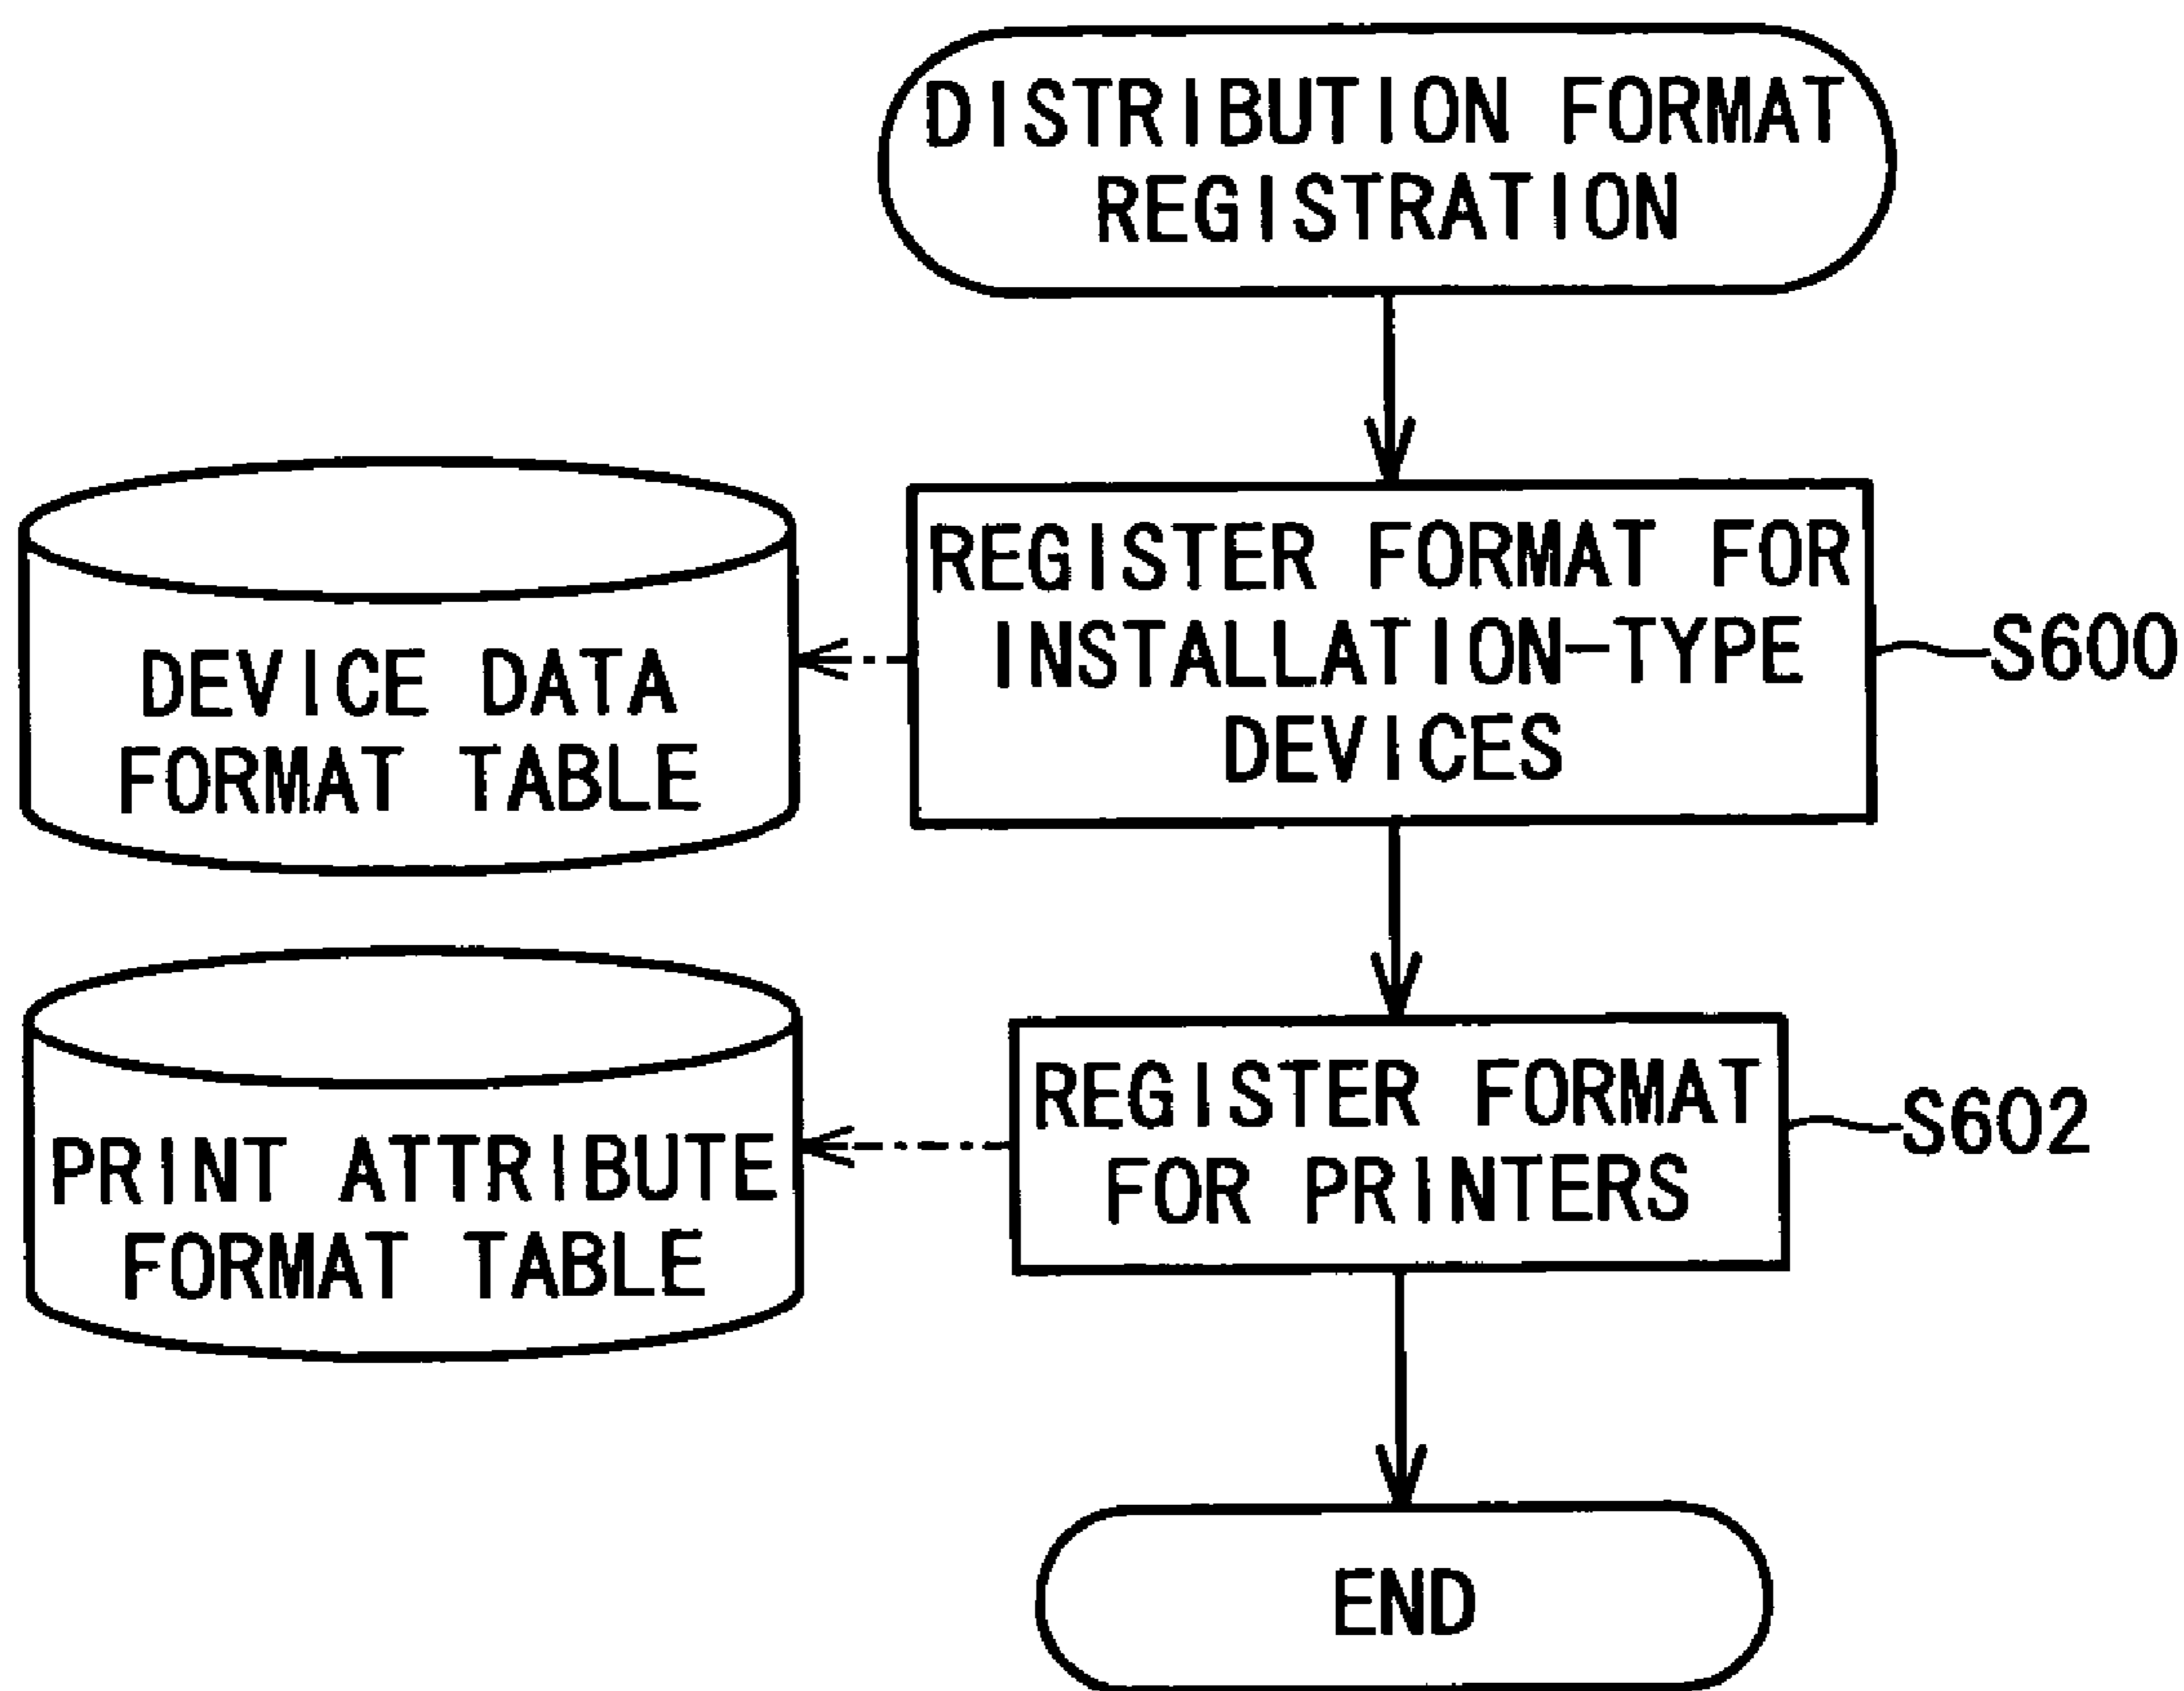 DISTRIBUTION FORMAT
REGISTRATION
REGISTER FORMAT FOR
INSTALLATION-TYPE
DEVICES
S600
DEVICE DATA
FORMAT TABLE
REGISTER FORMAT
FOR PRINTERS
S602
PRINT ATTRIBUTE
FORMAT TABLE
END